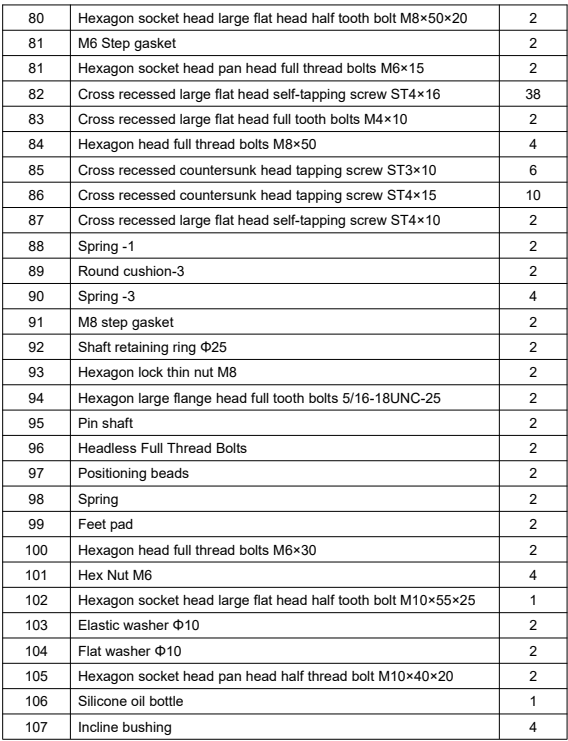 80 Hexagon socket head large flat head half tooth bolt M8×50×20 2
81 M6 Step gasket 2
81 Hexagon socket head pan head full thread bolts M6×15 2
82 Cross recessed large flat head self-tapping screw ST4×16 38
83 Cross recessed large flat head full tooth bolts M4×10 2
84 Hexagon head full thread bolts M8×50 4
85 Cross recessed countersunk head tapping screw ST3×10 6
86 Cross recessed countersunk head tapping screw ST4×15 10
87 Cross recessed large flat head self-tapping screw ST4×10 2
88 Spring -1 2
89 Round cushion-3 2
90 Spring -3 4
91 M8 step gasket 2
92 Shaft retaining ring Φ25 2
93 Hexagon lock thin nut M8 2
94 Hexagon large flange head full tooth bolts 5/16-18UNC-25 2
95 Pin shaft 2
96 Headless Full Thread Bolts 2
97 Positioning beads 2
98 Spring 2
99 Feet pad 2
100 Hexagon head full thread bolts M6×30 2
101 Hex Nut M6 4
102 Hexagon socket head large flat head half tooth bolt M10×55×25 1
103 Elastic washer Φ10 2
104 Flat washer Φ10 2
105 Hexagon socket head pan head half thread bolt M10×40×20 2
106 Silicone oil bottle 1
107 Incline bushing 4